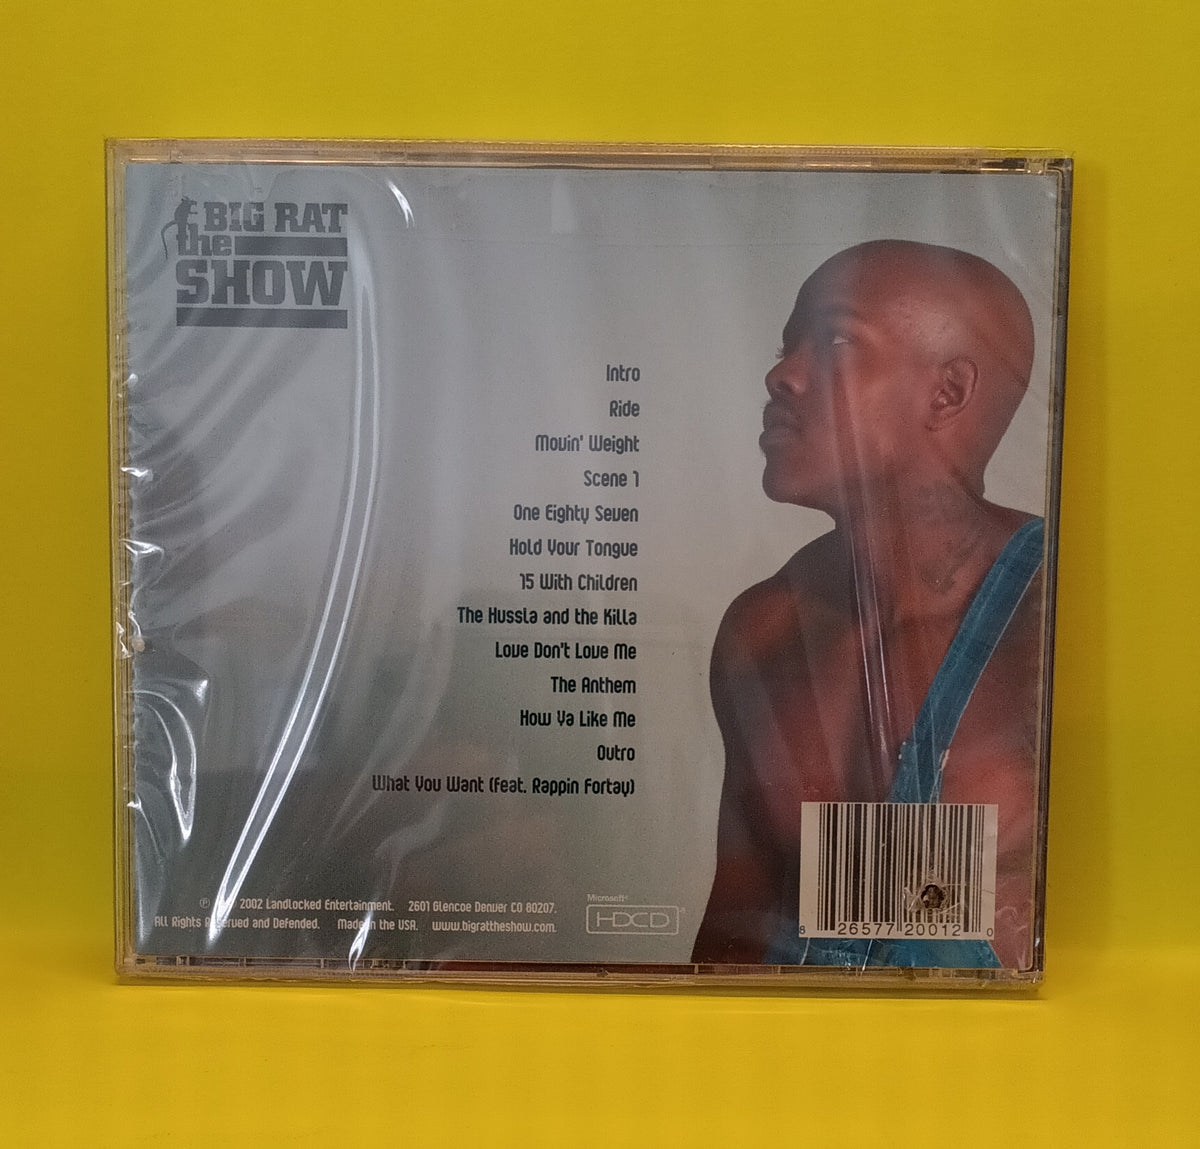 BIG RAT
the
SHOW
Intro
Ride
Movin' Weight
Scene 1
One Eighty Seven
Hold Your Tongue
15 With Children
The Hussla and the Killa
Love Don't Love Me
The Anthem
How Ya Like Me
Outro
What You Want (feat. Rappin Fortay)
℗ 2002 Landlocked Entertainment. 2601 Glencoe Denver CO 80207.
All Rights Reserved and Defended. Made in the USA. www.bigrattheshow.com.
Microsoft®
HDCD®
8 26577 20012 0